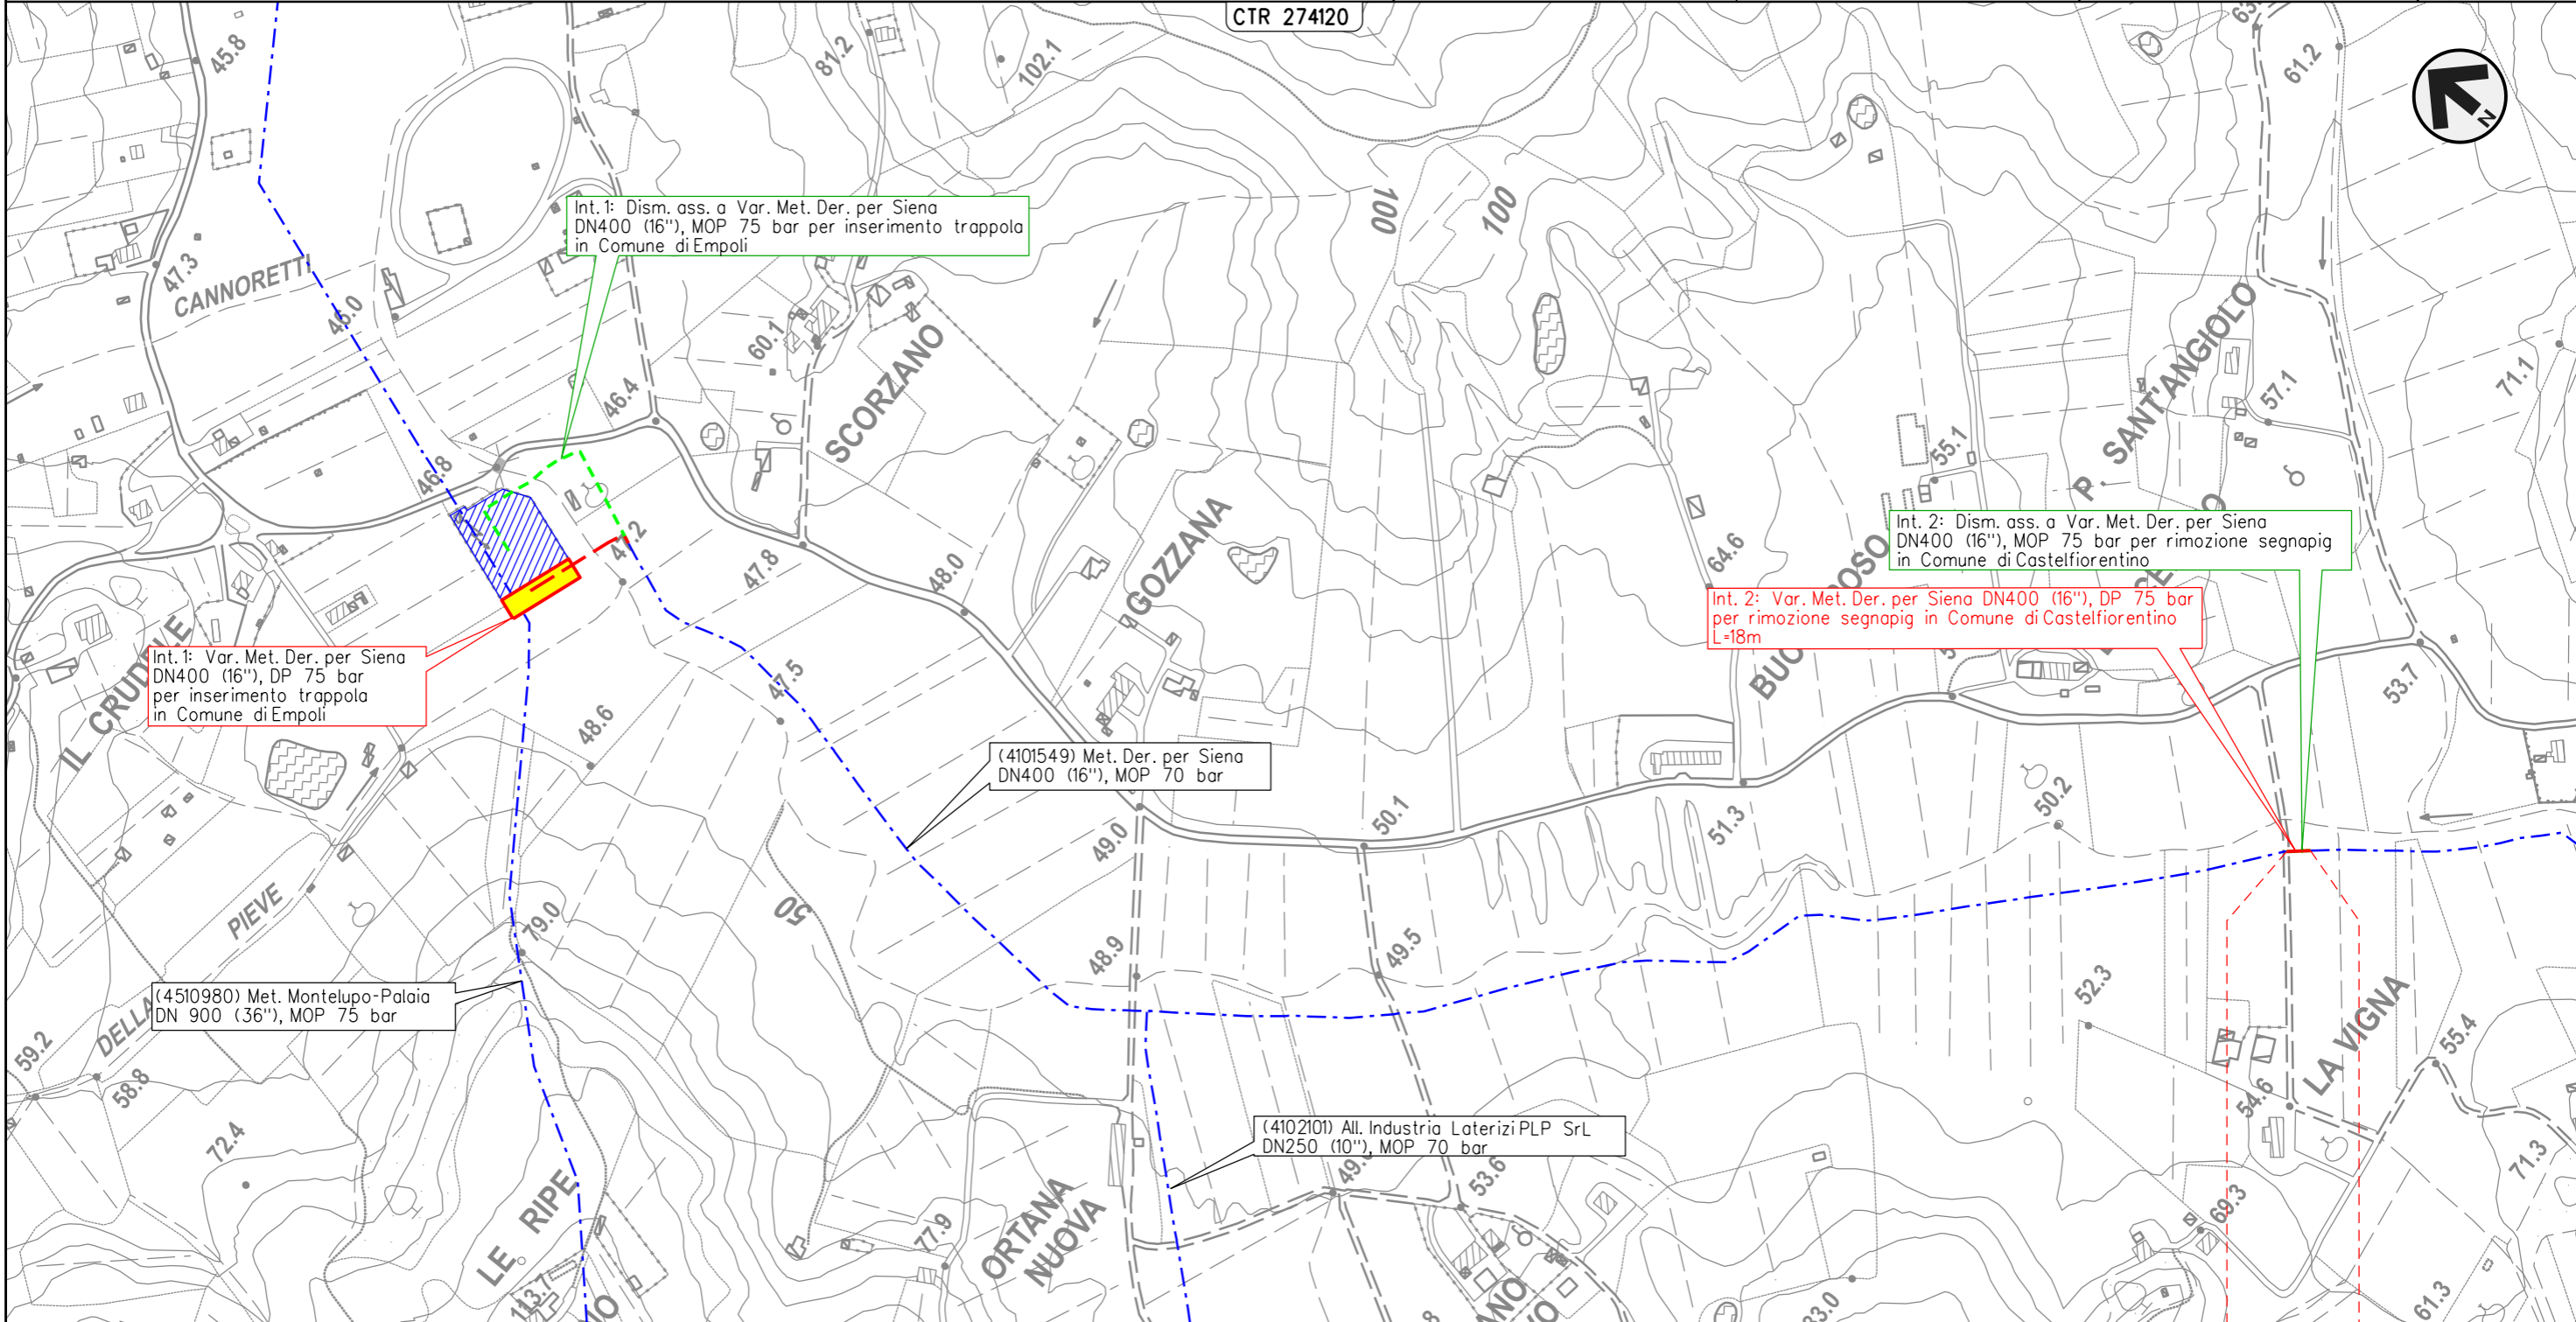 CTR 274120
45.8
81.2
102.1
63.
61.2
N
Int. 1: Dism. ass. a Var. Met. Der. per Siena
DN400 (16"), MOP 75 bar per inserimento trappola
in Comune di Empoli
100
100
47.3
CANNORETTI
46.0
60.1
SCORZANO
46.4
P. SANT'ANGIOLO
57.1
71.1
55.1
46.8
47.2
47.8
48.0
GOZZANA
64.6
Int. 2: Dism. ass. a Var. Met. Der. per Siena
DN400 (16"), MOP 75 bar per rimozione segnapig
in Comune di Castelfiorentino
Int. 2: Var. Met. Der. per Siena DN400 (16"), DP 75 bar
per rimozione segnapig in Comune di Castelfiorentino
L=18m
IL CRUDELE
Int. 1: Var. Met. Der. per Siena
DN400 (16"), DP 75 bar
per inserimento trappola
in Comune di Empoli
47.5
48.6
53.7
(4101549) Met. Der. per Siena
DN400 (16"), MOP 70 bar
49.0
50.1
51.3
50.2
50
PIEVE
DELLA
79.0
48.9
49.5
52.3
LA VIGNA
(4510980) Met. Montelupo-Palaia
DN 900 (36"), MOP 75 bar
59.2
58.8
55.4
54.6
72.4
(4102101) All. Industria Laterizi PLP SrL
DN250 (10"), MOP 70 bar
53.6
71.3
69.3
LE RIPE
77.9
ORTANA
NUOVA
113.7
61.3